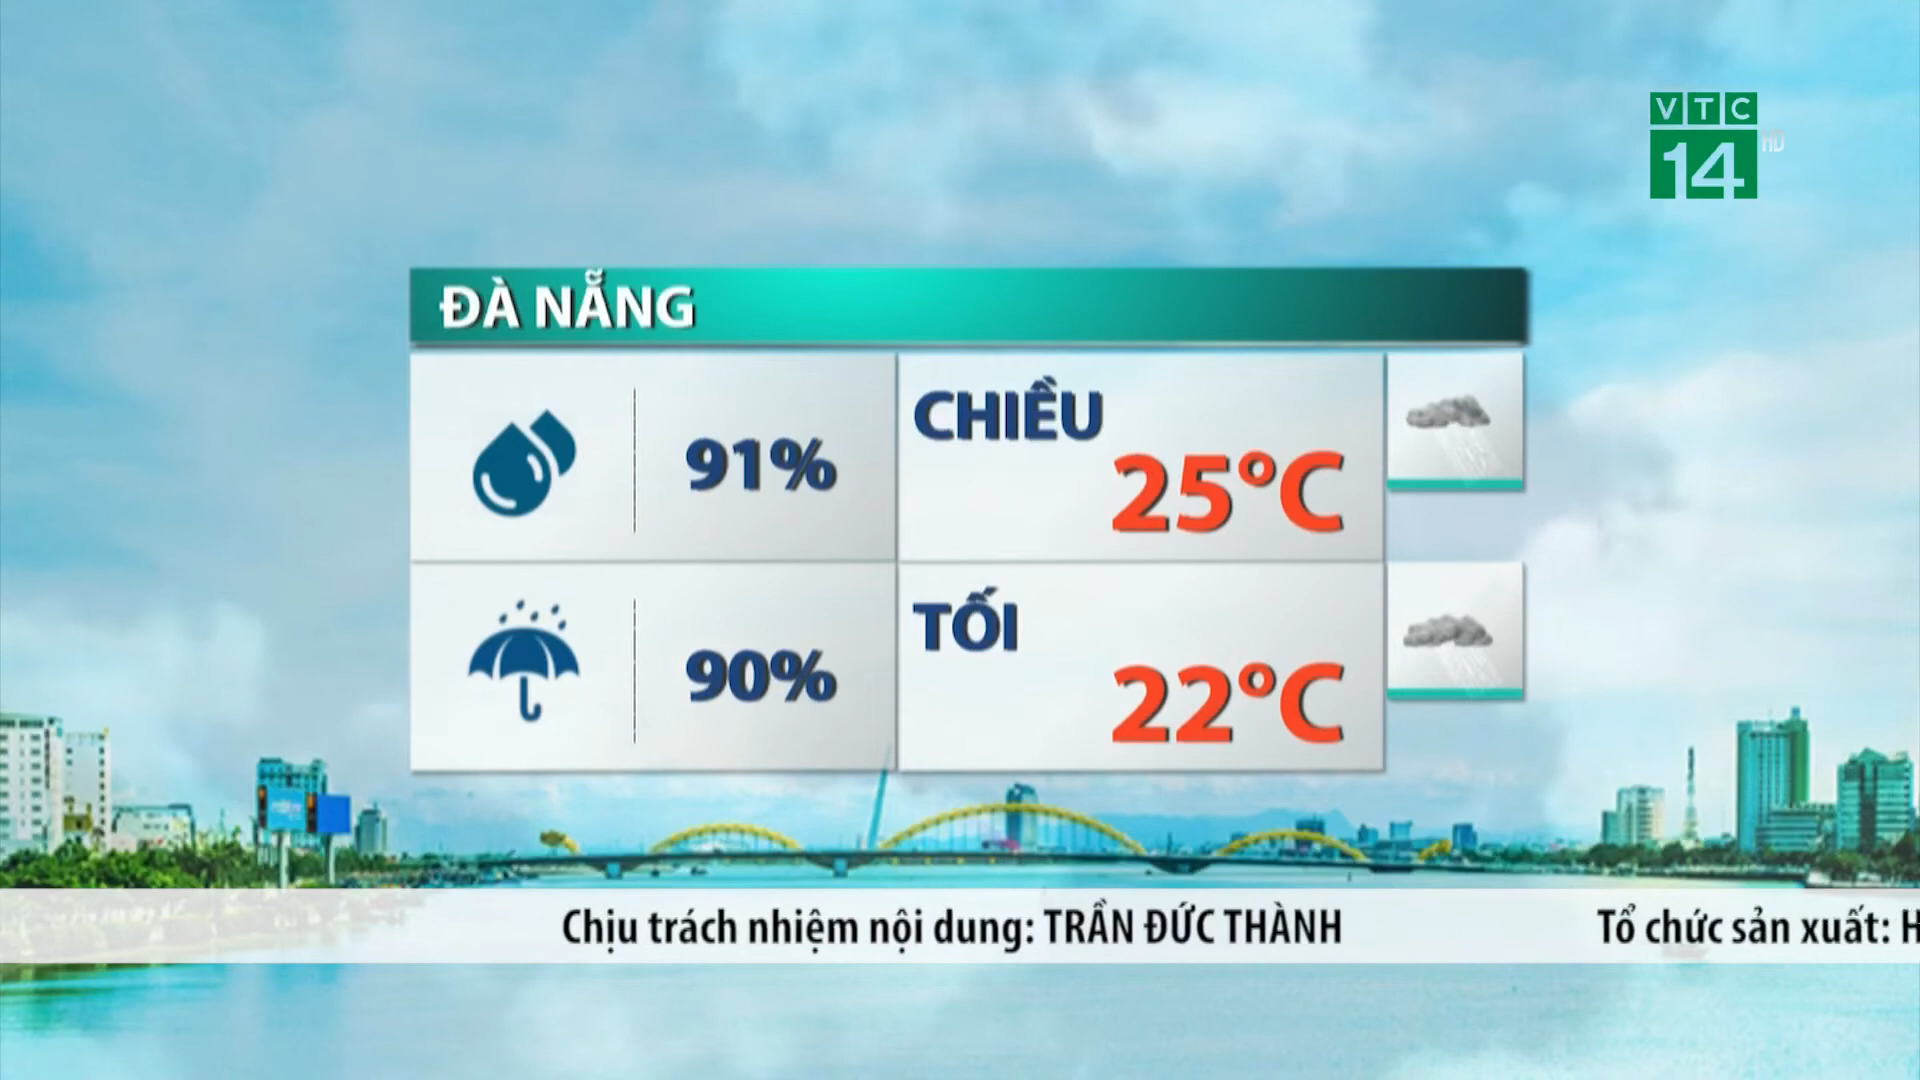 VTC
14
HD
ĐÀ NẴNG
91%
CHIỀU
25°C
90%
TỐI
22°C
Chịu trách nhiệm nội dung: TRẦN ĐỨC THÀNH
Tổ chức sản xuất: H